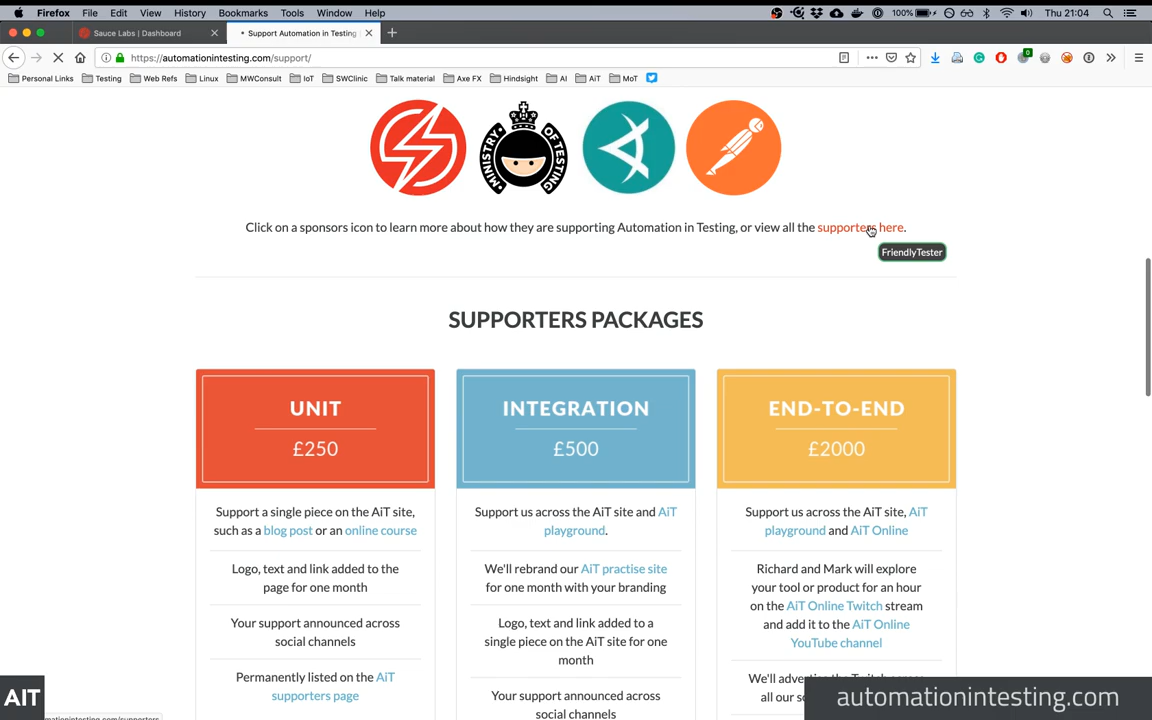 Firefox File Edit View History Bookmarks Tools Window Help 100% Thu 21:04
Sauce Labs | Dashboard Support Automation in Testing
https://automationintesting.com/support/
Personal Links Testing Web Refs Linux MWConsult IoT SWClinic Talk material Axe FX Hindsight AI AiT MoT
MINISTRY OF TESTING
Click on a sponsors icon to learn more about how they are supporting Automation in Testing, or view all the supporters here.
FriendlyTester
SUPPORTERS PACKAGES
UNIT
£250
Support a single piece on the AiT site,
such as a blog post or an online course
Logo, text and link added to the
page for one month
Your support announced across
social channels
Permanently listed on the AiT
supporters page
INTEGRATION
£500
Support us across the AiT site and AiT
playground.
We'll rebrand our AiT practise site
for one month with your branding
Logo, text and link added to a
single piece on the AiT site for one
month
Your support announced across
social channels
END-TO-END
£2000
Support us across the AiT site, AiT
playground and AiT Online
Richard and Mark will explore
your tool or product for an hour
on the AiT Online Twitch stream
and add it to the AiT Online
YouTube channel
We'll
all our
AIT
automationintesting.com